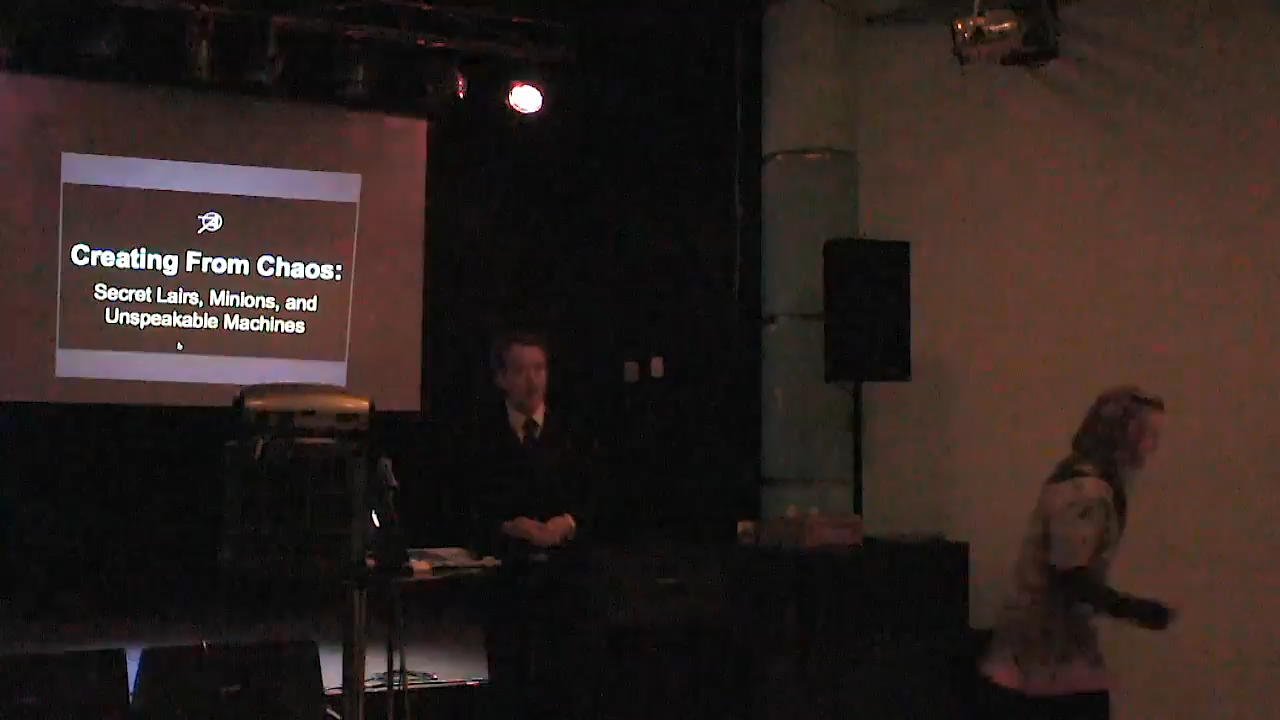 Creating From Chaos:
Secret Lairs, Minions, and
Unspeakable Machines